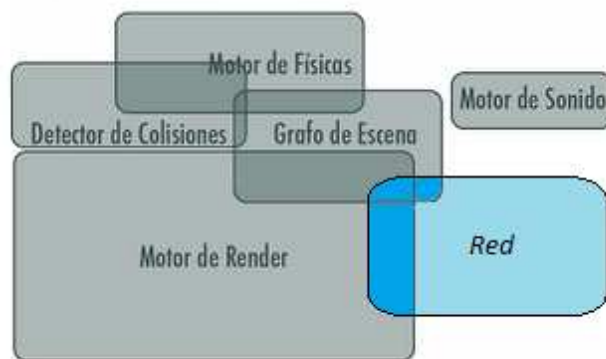 Motor de Físicas
Motor de Sonido
Detector de Colisiones
Grafo de Escena
Motor de Render
Red